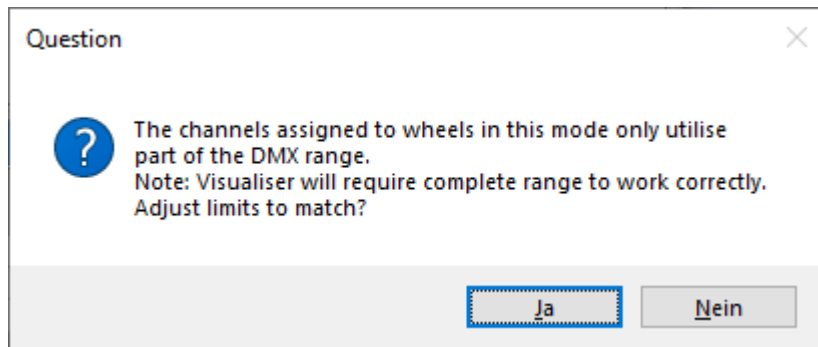 Question
?
The channels assigned to wheels in this mode only utilise
part of the DMX range.
Note: Visualiser will require complete range to work correctly.
Adjust limits to match?
Ja
Nein